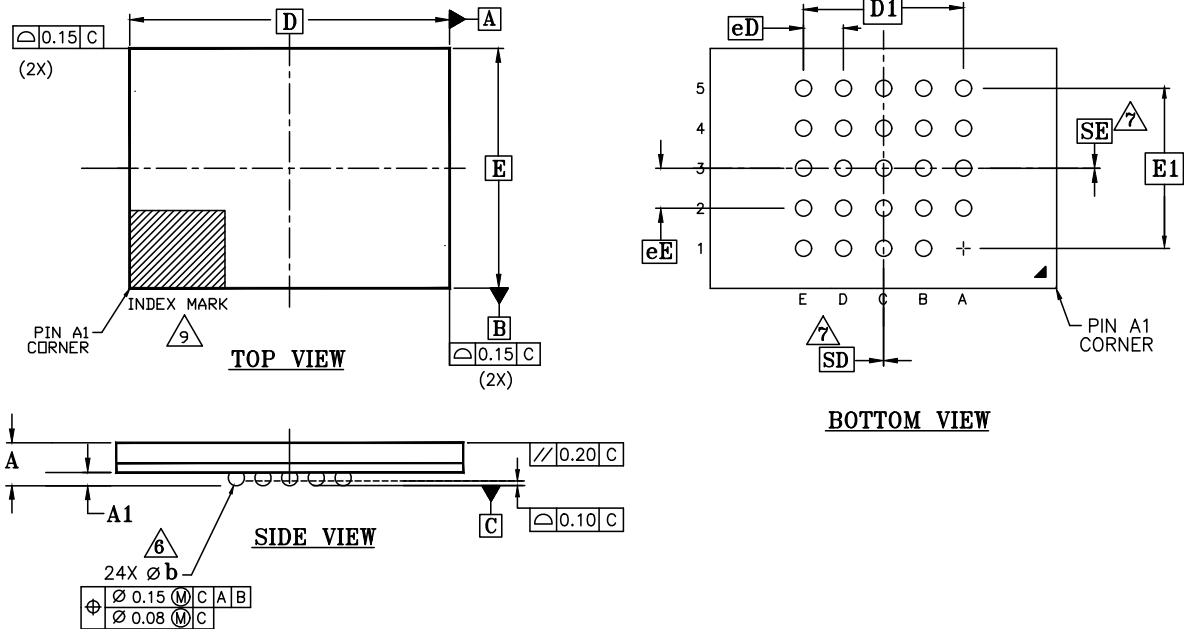 D
A
⌓ 0.15 C
(2X)
E
INDEX MARK
9
PIN A1
CORNER
B
⌓ 0.15 C
(2X)
TOP VIEW
D1
eD
5
4
3
2
1
SE
7
E1
eE
E D C B A
7
SD
PIN A1
CORNER
BOTTOM VIEW
A
A1
// 0.20 C
C
⌓ 0.10 C
SIDE VIEW
6
24X Ø b
⌖ Ø 0.15 Ⓜ C A B
Ø 0.08 Ⓜ C